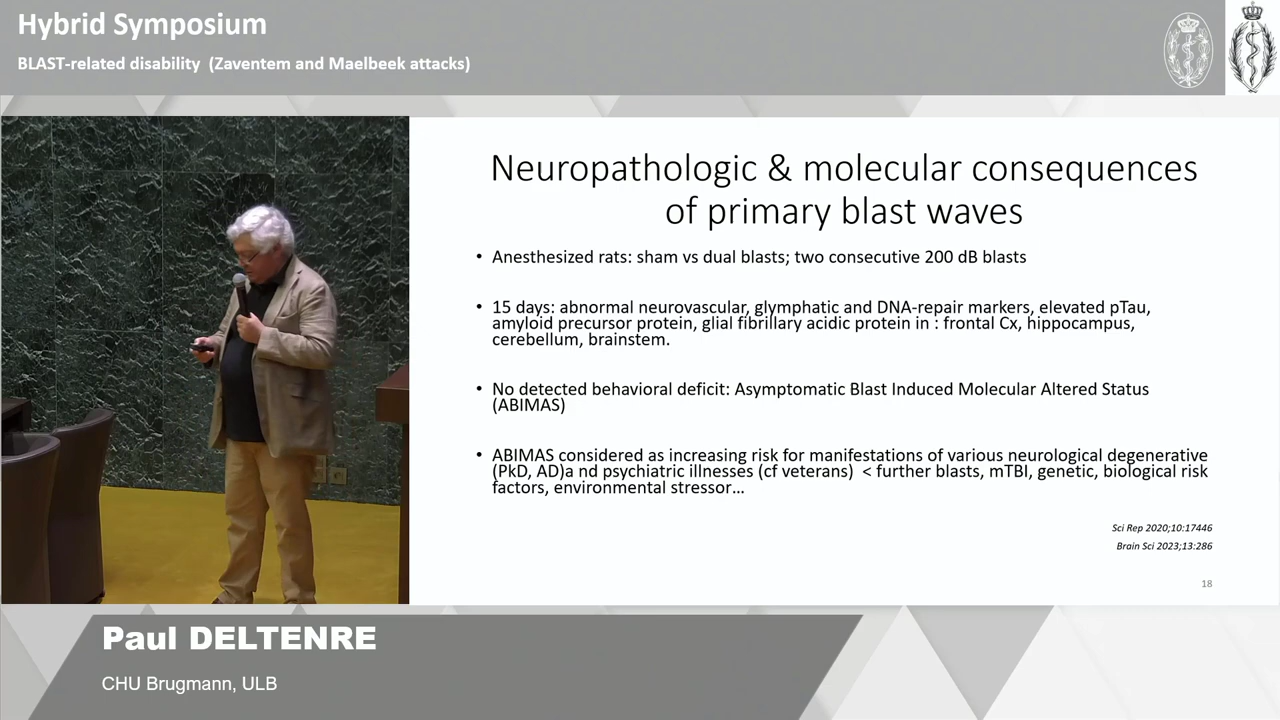 Hybrid Symposium
BLAST-related disability (Zaventem and Maelbeek attacks)
Neuropathologic & molecular consequences
of primary blast waves
• Anesthesized rats: sham vs dual blasts; two consecutive 200 dB blasts
• 15 days: abnormal neurovascular, glymphatic and DNA-repair markers, elevated pTau,
amyloid precursor protein, glial fibrillary acidic protein in : frontal Cx, hippocampus,
cerebellum, brainstem.
• No detected behavioral deficit: Asymptomatic Blast Induced Molecular Altered Status
(ABIMAS)
• ABIMAS considered as increasing risk for manifestations of various neurological degenerative
(PkD, AD)a nd psychiatric illnesses (cf veterans) < further blasts, mTBI, genetic, biological risk
factors, environmental stressor...
Sci Rep 2020;10:17446
Brain Sci 2023;13:286
18
Paul DELTENRE
CHU Brugmann, ULB